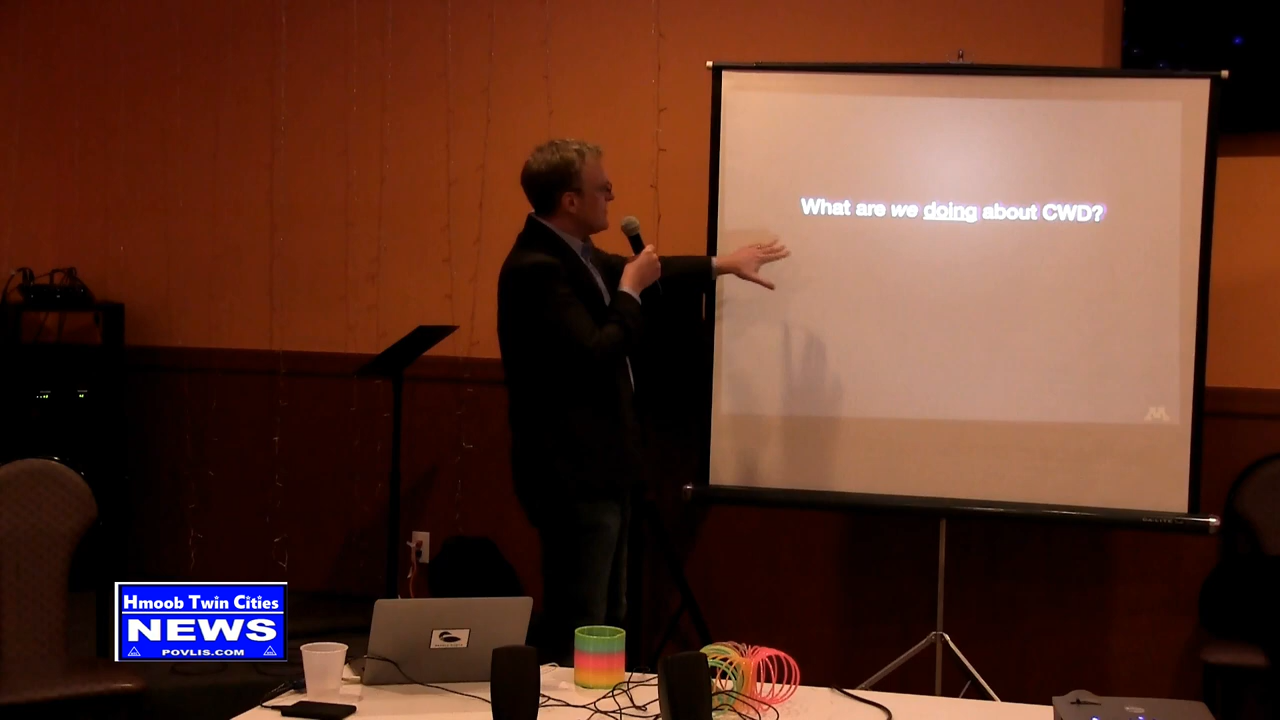 What are we doing about CWD?
M
Hmoob Twin Cities
NEWS
POVLIS.COM